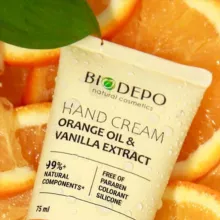 BIODEPO
natural cosmetics
HAND CREAM
ORANGE OIL &
VANILLA EXTRACT
99%+
NATURAL
COMPONENTS*
FREE OF
PARABEN
COLORANT
SILICONE
75 ml